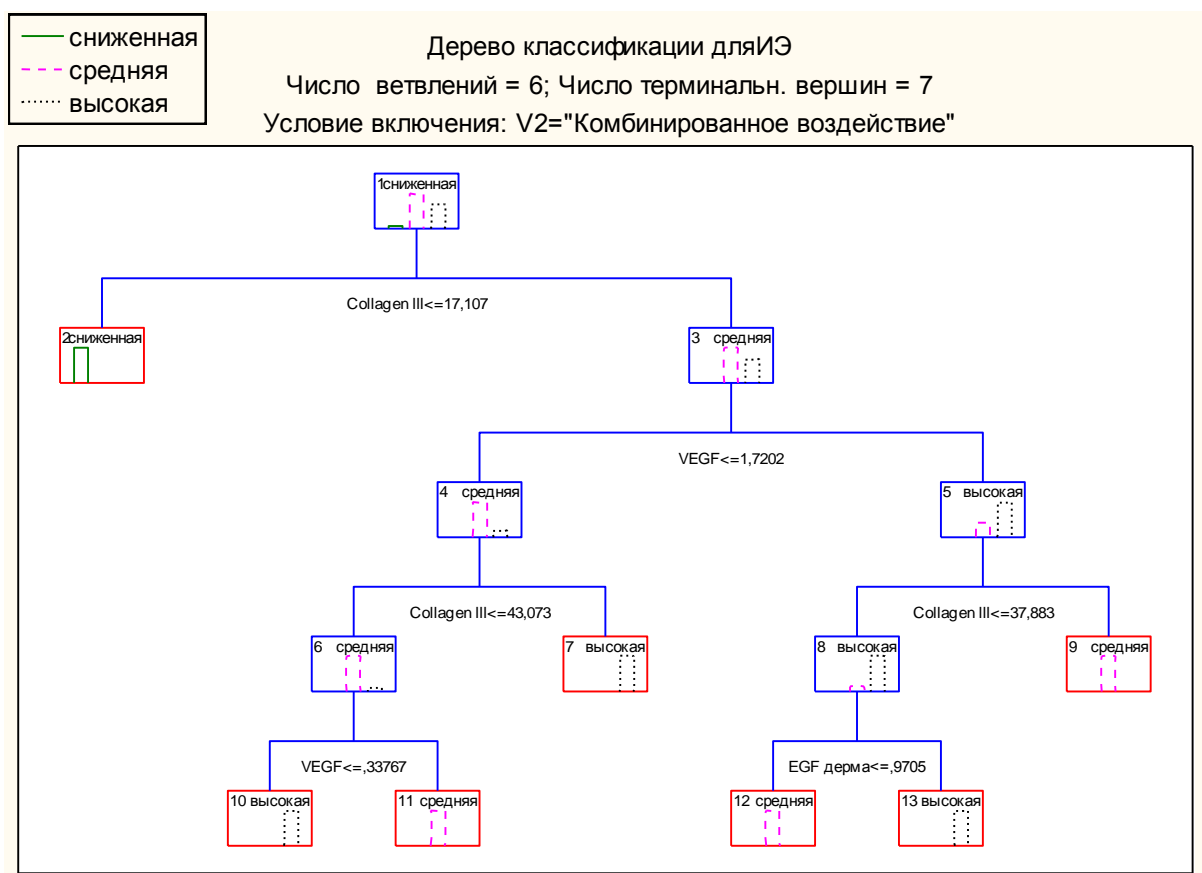 сниженная
средняя
высокая
Дерево классификации дляИЭ
Число ветвлений = 6; Число терминальн. вершин = 7
Условие включения: V2="Комбинированное воздействие"
1сниженная
Collagen III<=17,107
2сниженная
3 средняя
VEGF<=1,7202
4 средняя
5 высокая
Collagen III<=43,073
Collagen III<=37,883
6 средняя
7 высокая
8 высокая
9 средняя
VEGF<=,33767
EGF дерма<=,9705
10 высокая
11 средняя
12 средняя
13 высокая